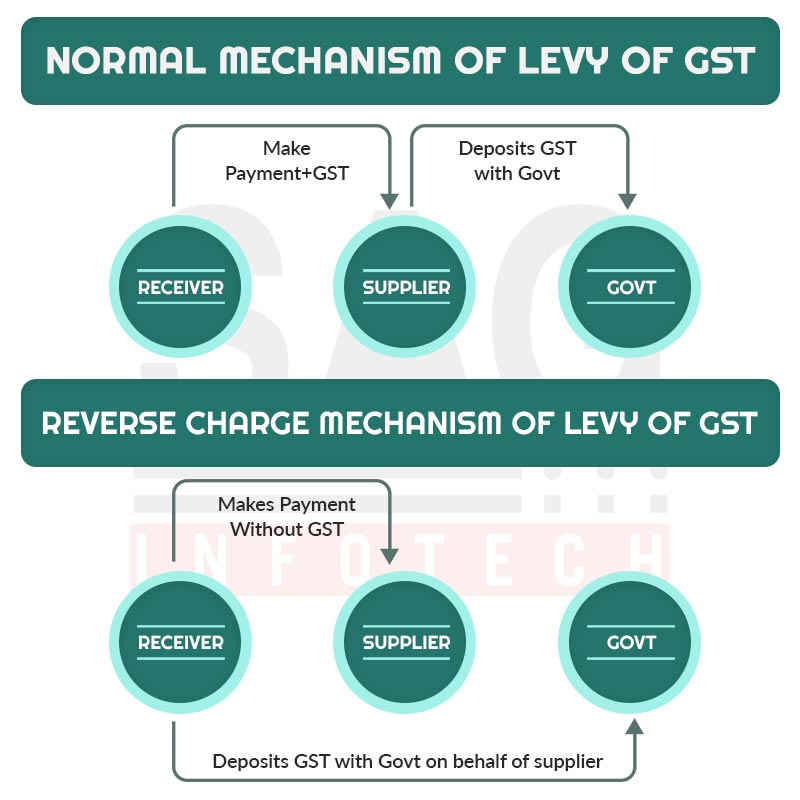 NORMAL MECHANISM OF LEVY OF GST
Make
Payment+GST
Deposits GST
with Govt
RECEIVER
SUPPLIER
GOVT
REVERSE CHARGE MECHANISM OF LEVY OF GST
Makes Payment
Without GST
RECEIVER
SUPPLIER
GOVT
Deposits GST with Govt on behalf of supplier
SAG
INFOTECH